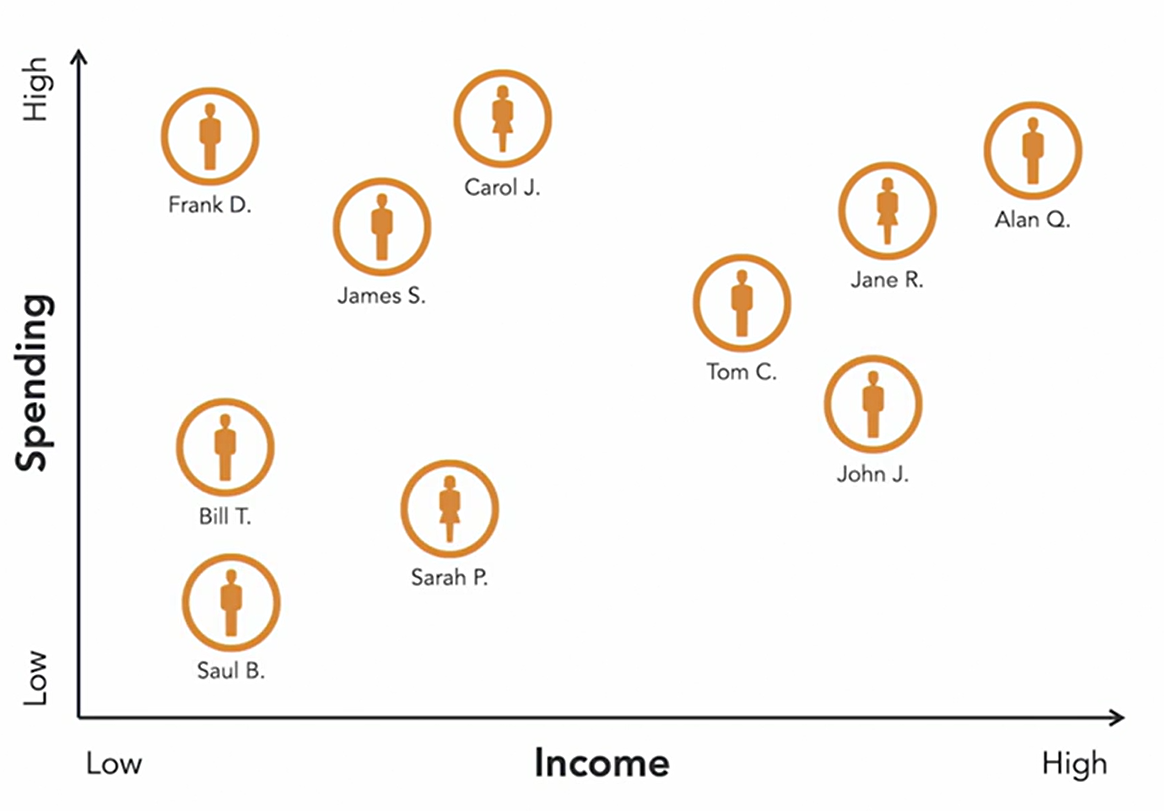 High
Carol J.
Frank D.
Alan Q.
Jane R.
James S.
Tom C.
Spending
John J.
Bill T.
Sarah P.
Saul B.
Low
Low
Income
High